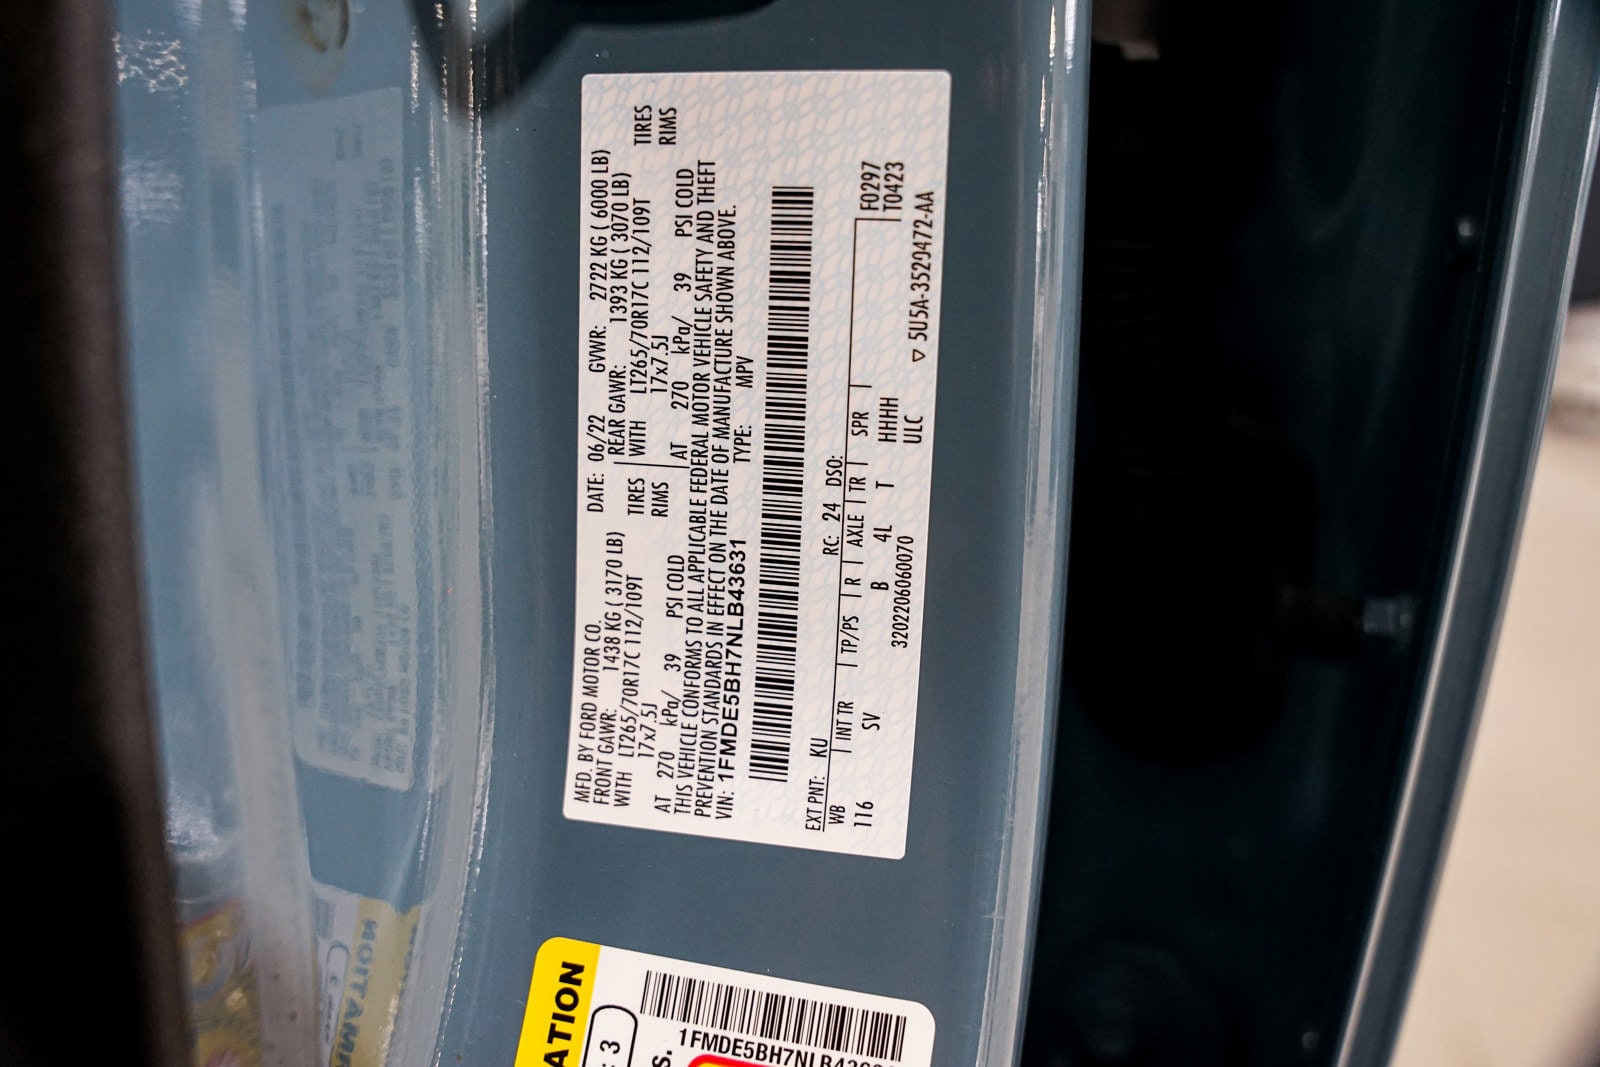 MFD. BY FORD MOTOR CO. DATE: 06/22 GVWR: 2722 KG ( 6000 LB)
FRONT GAWR: 1438 KG ( 3170 LB) REAR GAWR: 1393 KG ( 3070 LB)
WITH LT265/70R17C 112/109T TIRES WITH LT265/70R17C 112/109T TIRES
17x7.5J RIMS 17x7.5J RIMS
AT 270 kPa/ 39 PSI COLD AT 270 kPa/ 39 PSI COLD
THIS VEHICLE CONFORMS TO ALL APPLICABLE FEDERAL MOTOR VEHICLE SAFETY AND THEFT
PREVENTION STANDARDS IN EFFECT ON THE DATE OF MANUFACTURE SHOWN ABOVE.
VIN: 1FMDE5BH7NLB43631 TYPE: MPV
EXT PNT: KU RC: 24 DSO: F0297
WB INT TR TP/PS R AXLE TR SPR T0423
116 SV B 4L T HHHH
320220606007O ULC ▽ 5U5A-3520472-AA
ATION
: 3
S.
1FMDE5BH7NLB43